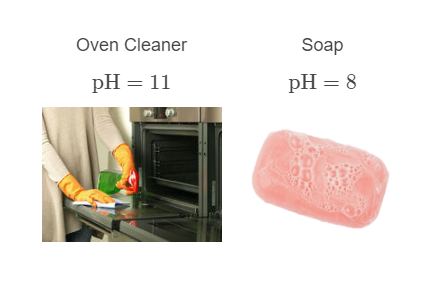 Oven Cleaner
Soap
pH = 11
pH = 8